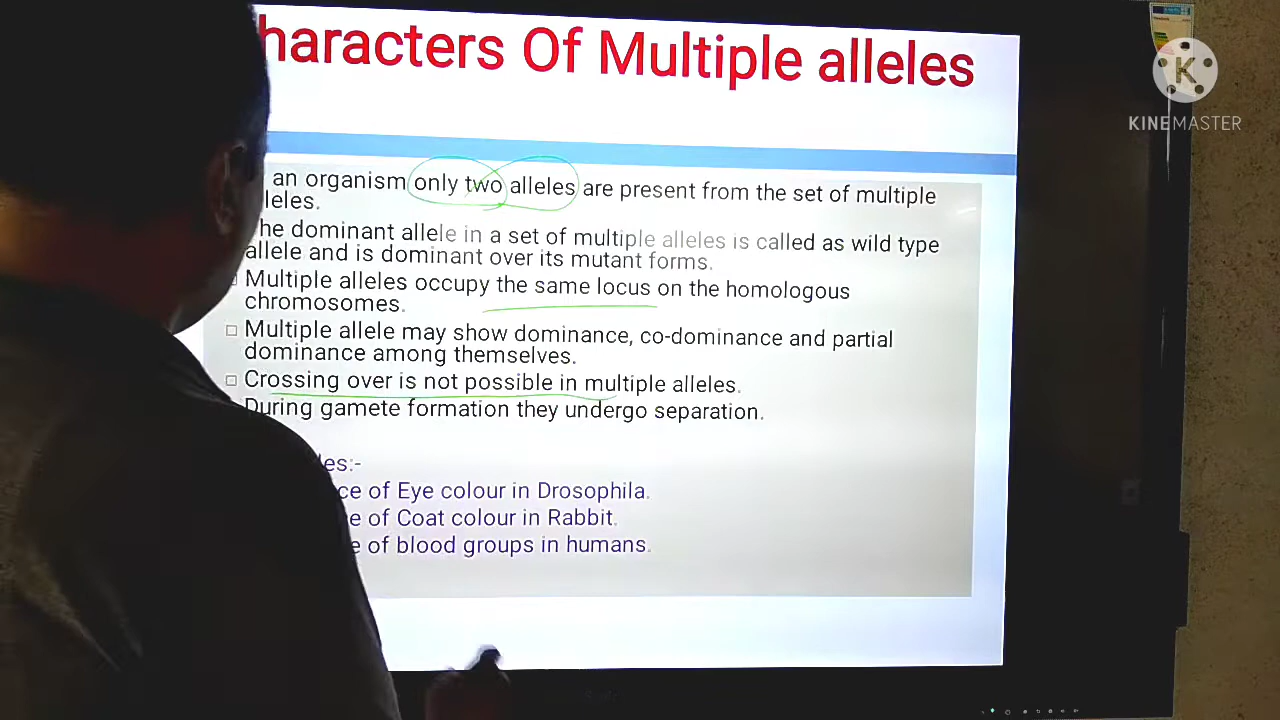 haracters Of Multiple alleles
KINEMASTER
an organism only two alleles are present from the set of multiple
leles.
he dominant allele in a set of multiple alleles is called as wild type
allele and is dominant over its mutant forms.
Multiple alleles occupy the same locus on the homologous
chromosomes.
Multiple allele may show dominance, co-dominance and partial
dominance among themselves.
Crossing over is not possible in multiple alleles.
During gamete formation they undergo separation.
les:-
ce of Eye colour in Drosophila.
e of Coat colour in Rabbit.
e of blood groups in humans.